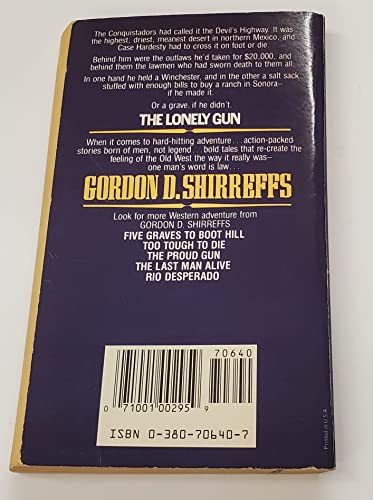 The Conquistadors had called it the Devil's Highway. It
was the highest, driest, meanest desert in northern Mexico, and
Case Hardesty had to cross it on foot or die.
Behind him were the outlaws he'd taken for $20,000, and
behind them the lawmen who had sworn death to them all.
In one hand he held a Winchester, and in the other a salt sack
stuffed with enough bills to buy a ranch in Sonora–
if he made it.
Or a grave, if he didn't.
THE LONELY GUN
When it comes to hard-hitting adventure...action-packed
stories born of men, not legend...bold tales that re-create the
feeling of the Old West the way it really was–
one man's word is law...
GORDON D. SHIRREFFS
Look for more Western adventure from
GORDON D. SHIRREFFS
FIVE GRAVES TO BOOT HILL
TOO TOUGH TO DIE
THE PROUD GUN
THE LAST MAN ALIVE
RIO DESPERADO
70640
0 71001 00295 9
ISBN 0-380-70640-7
Printed in U.S.A.